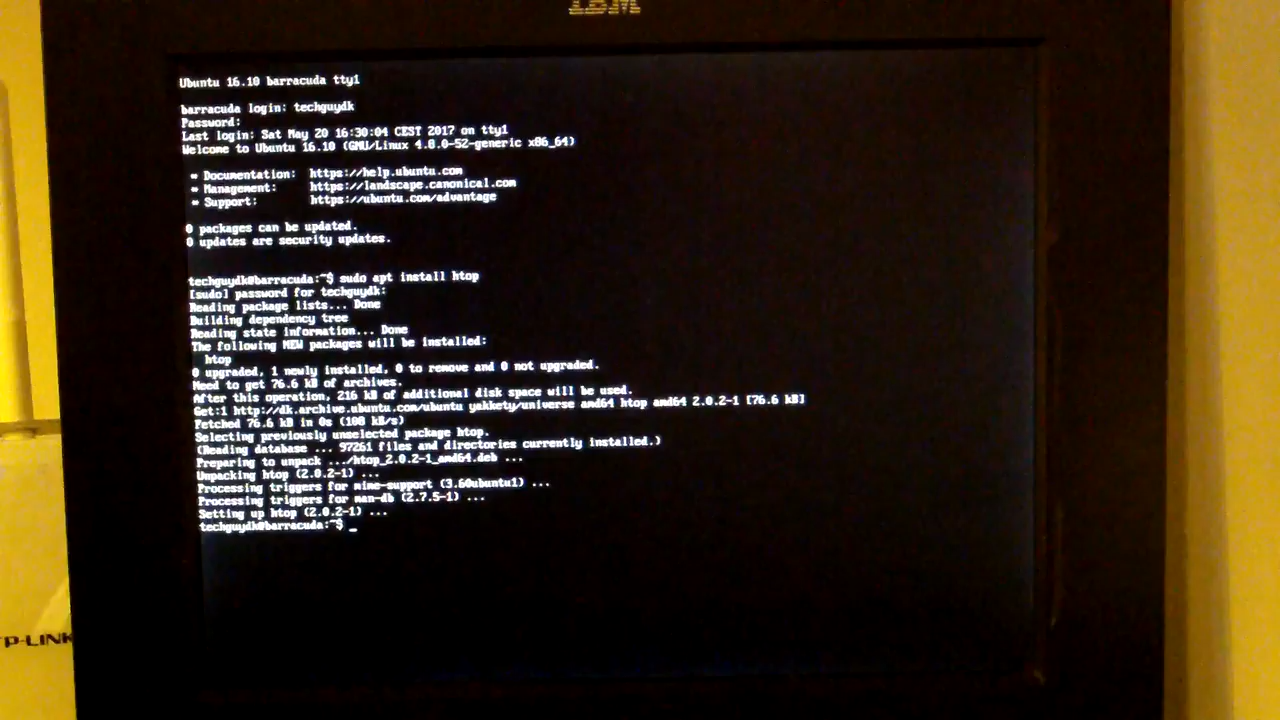 IBM
Ubuntu 16.10 barracuda tty1
barracuda login: techguydk
Password:
Last login: Sat May 20 16:30:04 CEST 2017 on tty1
Welcome to Ubuntu 16.10 (GNU/Linux 4.8.0-52-generic x86_64)
* Documentation: https://help.ubuntu.com
* Management: https://landscape.canonical.com
* Support: https://ubuntu.com/advantage
0 packages can be updated.
0 updates are security updates.
techguydk@barracuda:~$ sudo apt install htop
[sudo] password for techguydk:
Reading package lists... Done
Building dependency tree
Reading state information... Done
The following NEW packages will be installed:
htop
0 upgraded, 1 newly installed, 0 to remove and 0 not upgraded.
Need to get 76.6 kB of archives.
After this operation, 216 kB of additional disk space will be used.
Get:1 http://dk.archive.ubuntu.com/ubuntu yakkety/universe amd64 htop amd64 2.0.2-1 [76.6 kB]
Fetched 76.6 kB in 0s (108 kB/s)
Selecting previously unselected package htop.
(Reading database ... 97261 files and directories currently installed.)
Preparing to unpack .../htop_2.0.2-1_amd64.deb ...
Unpacking htop (2.0.2-1) ...
Processing triggers for mime-support (3.60ubuntu1) ...
Processing triggers for man-db (2.7.5-1) ...
Setting up htop (2.0.2-1) ...
techguydk@barracuda:~$ _
TP-LINK